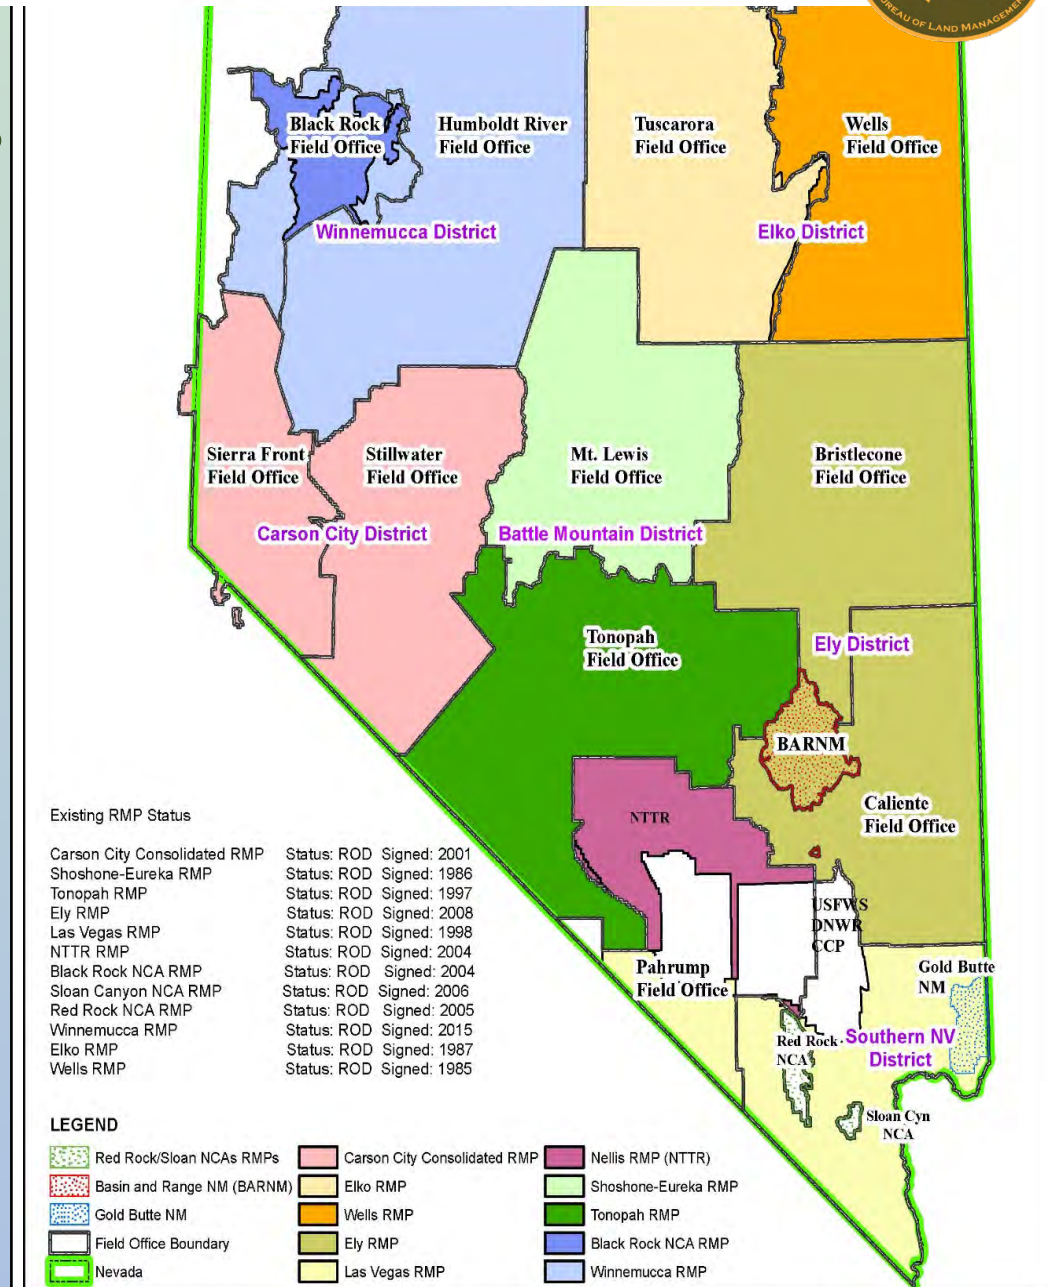 BUREAU OF LAND MANAGEMENT
Black Rock
Field Office
Humboldt River
Field Office
Tuscarora
Field Office
Wells
Field Office
Winnemucca District
Elko District
Sierra Front
Field Office
Stillwater
Field Office
Mt. Lewis
Field Office
Bristlecone
Field Office
Carson City District
Battle Mountain District
Tonopah
Field Office
Ely District
BARNM
Caliente
Field Office
NTTR
USFWS
DNWR
CCP
Pahrump
Field Office
Gold Butte
NM
Red Rock
NCA
Southern NV
District
Sloan Cyn
NCA
Existing RMP Status
Carson City Consolidated RMP Status: ROD Signed: 2001
Shoshone-Eureka RMP Status: ROD Signed: 1986
Tonopah RMP Status: ROD Signed: 1997
Ely RMP Status: ROD Signed: 2008
Las Vegas RMP Status: ROD Signed: 1998
NTTR RMP Status: ROD Signed: 2004
Black Rock NCA RMP Status: ROD Signed: 2004
Sloan Canyon NCA RMP Status: ROD Signed: 2006
Red Rock NCA RMP Status: ROD Signed: 2005
Winnemucca RMP Status: ROD Signed: 2015
Elko RMP Status: ROD Signed: 1987
Wells RMP Status: ROD Signed: 1985
LEGEND
Red Rock/Sloan NCAs RMPs
Basin and Range NM (BARNM)
Gold Butte NM
Field Office Boundary
Nevada
Carson City Consolidated RMP
Elko RMP
Wells RMP
Ely RMP
Las Vegas RMP
Nellis RMP (NTTR)
Shoshone-Eureka RMP
Tonopah RMP
Black Rock NCA RMP
Winnemucca RMP